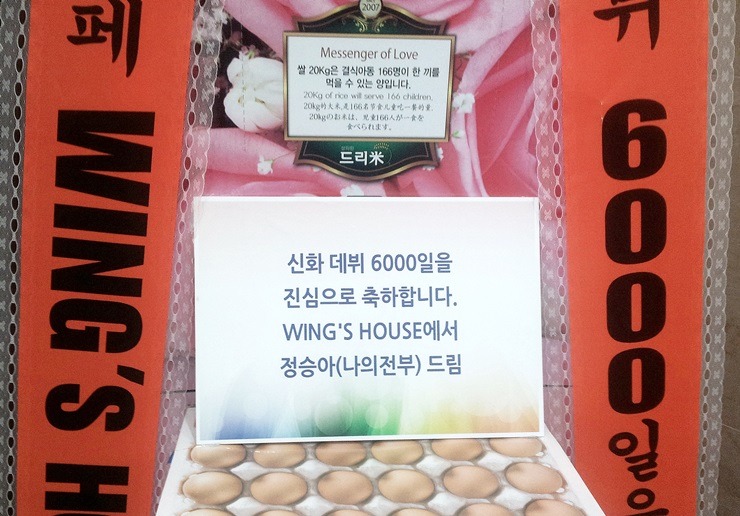 2007
Messenger of Love
쌀 20Kg은 결식아동 166명이 한 끼를
먹을 수 있는 양입니다.
20Kg of rice will serve 166 children.
20kg的大米是166名节食儿童吃一餐的量.
20kgのお米は、児童166人が一食を
食べられます。
드리米
신화 데뷔 6000일을
진심으로 축하합니다.
WING'S HOUSE에서
정승아(나의전부) 드림
페 WING'S HO
뷔 6000일을